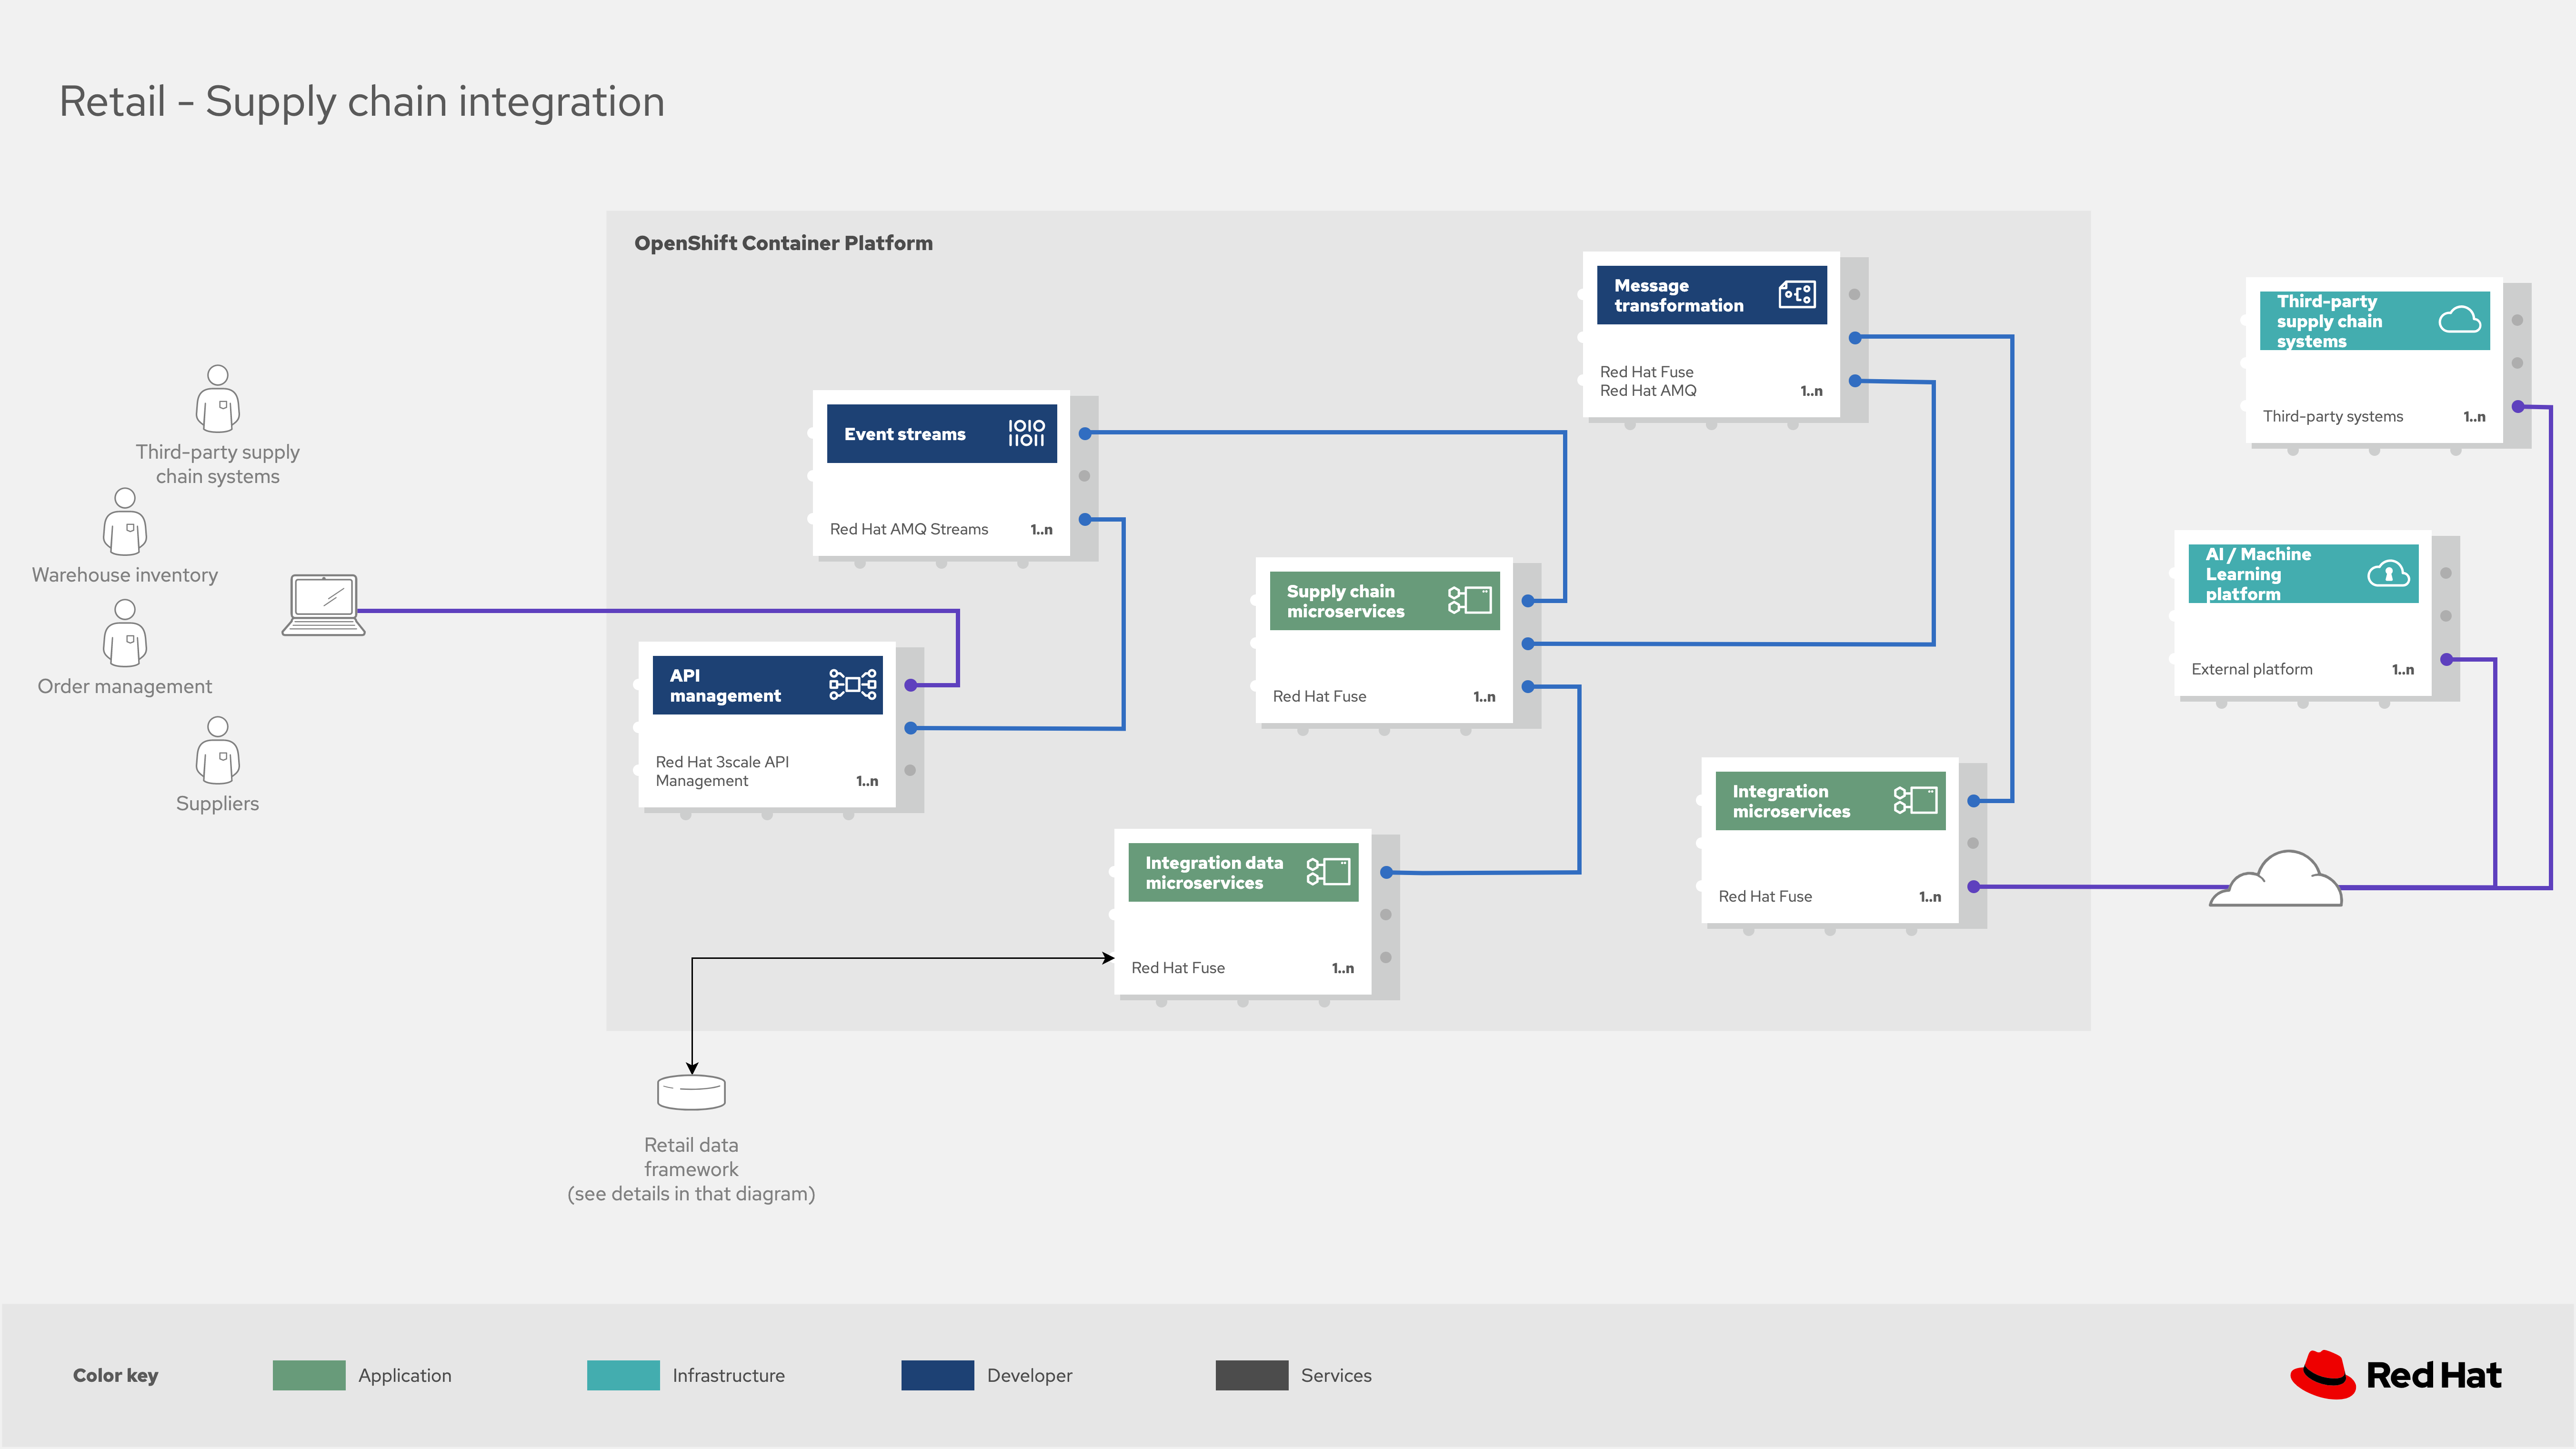 Retail - Supply chain integration
OpenShift Container Platform
Third-party supply
chain systems
Warehouse inventory
Order management
Suppliers
Event streams
1010
11011
Red Hat AMQ Streams
1..n
API
management
Red Hat 3scale API
Management
1..n
Message
transformation
Red Hat Fuse
Red Hat AMQ
1..n
Supply chain
microservices
Red Hat Fuse
1..n
Integration data
microservices
Red Hat Fuse
1..n
Integration
microservices
Red Hat Fuse
1..n
Third-party
supply chain
systems
Third-party systems
1..n
AI / Machine
Learning
platform
External platform
1..n
Retail data
framework
(see details in that diagram)
Color key
Application
Infrastructure
Developer
Services
Red Hat